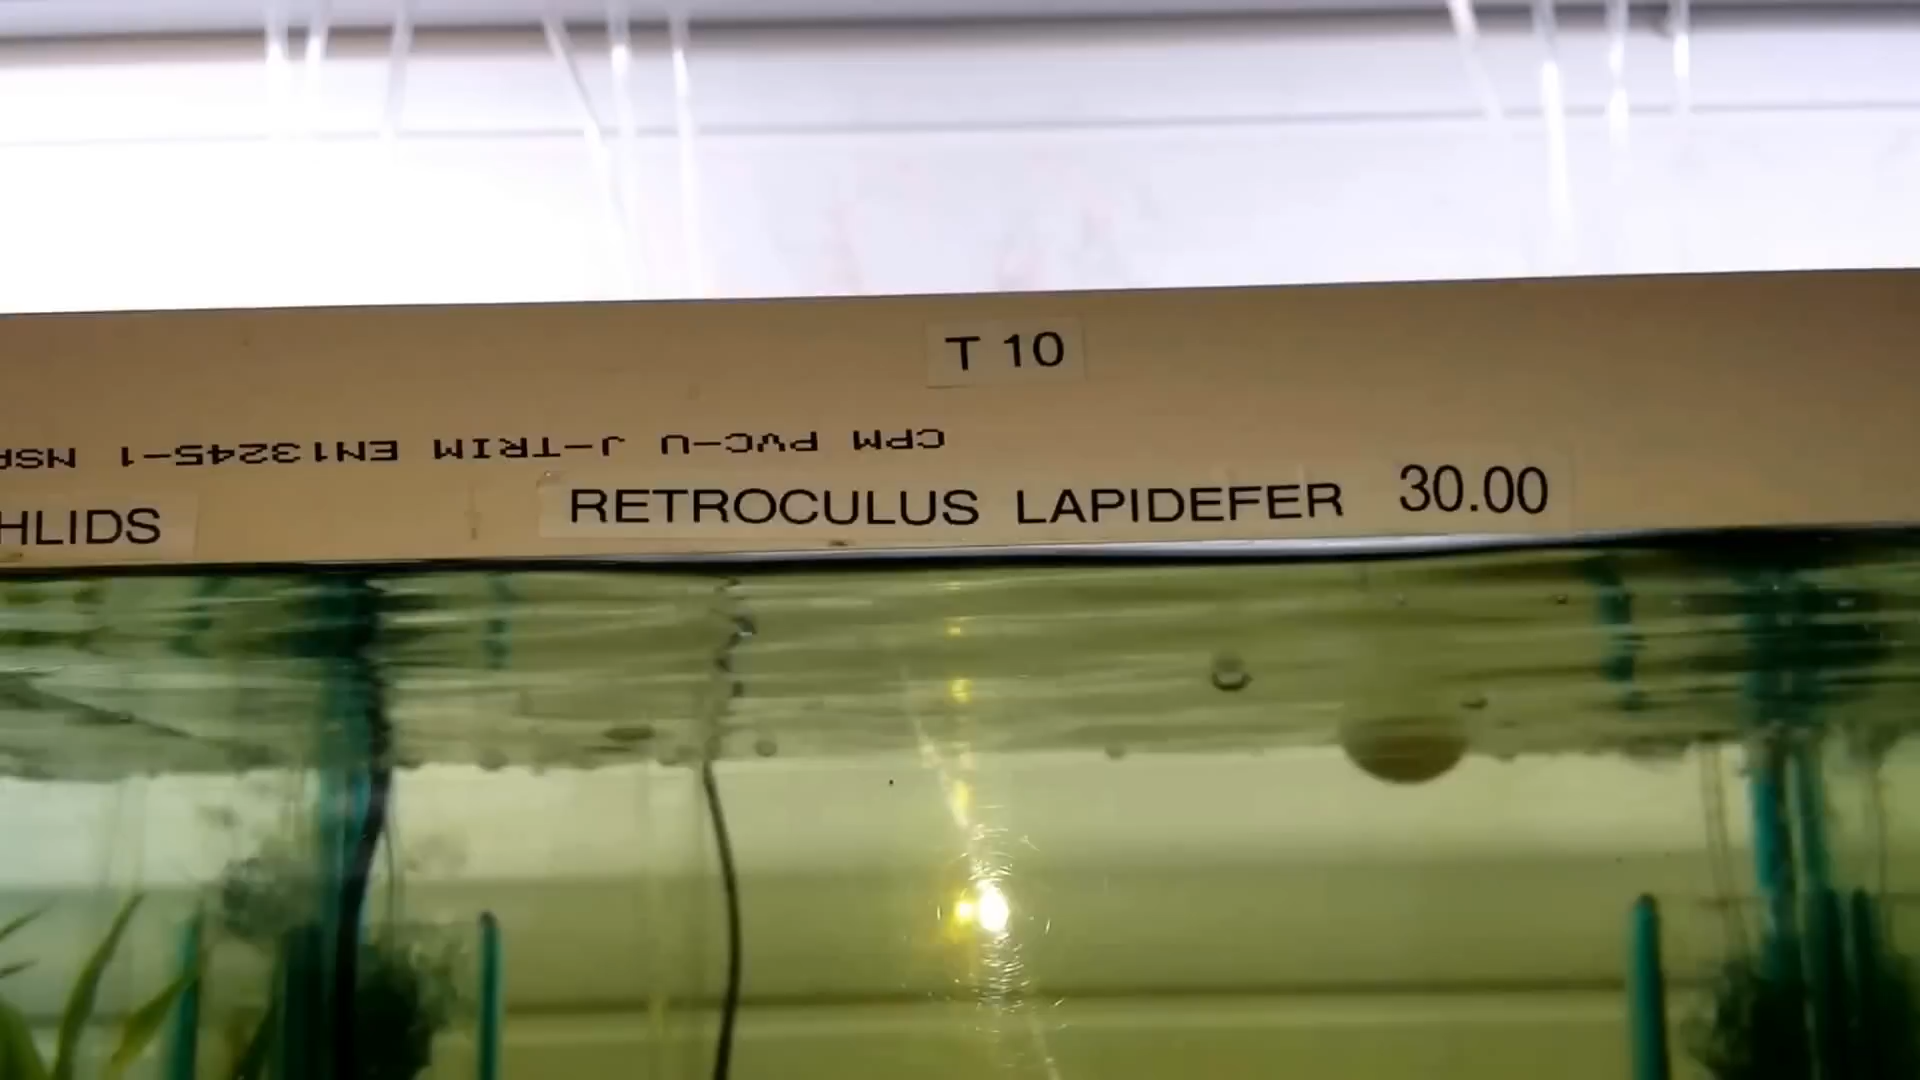 T 10
CPM PVC-U J-TRIM EN13245-1
HLIDS
RETROCULUS LAPIDEFER 30.00